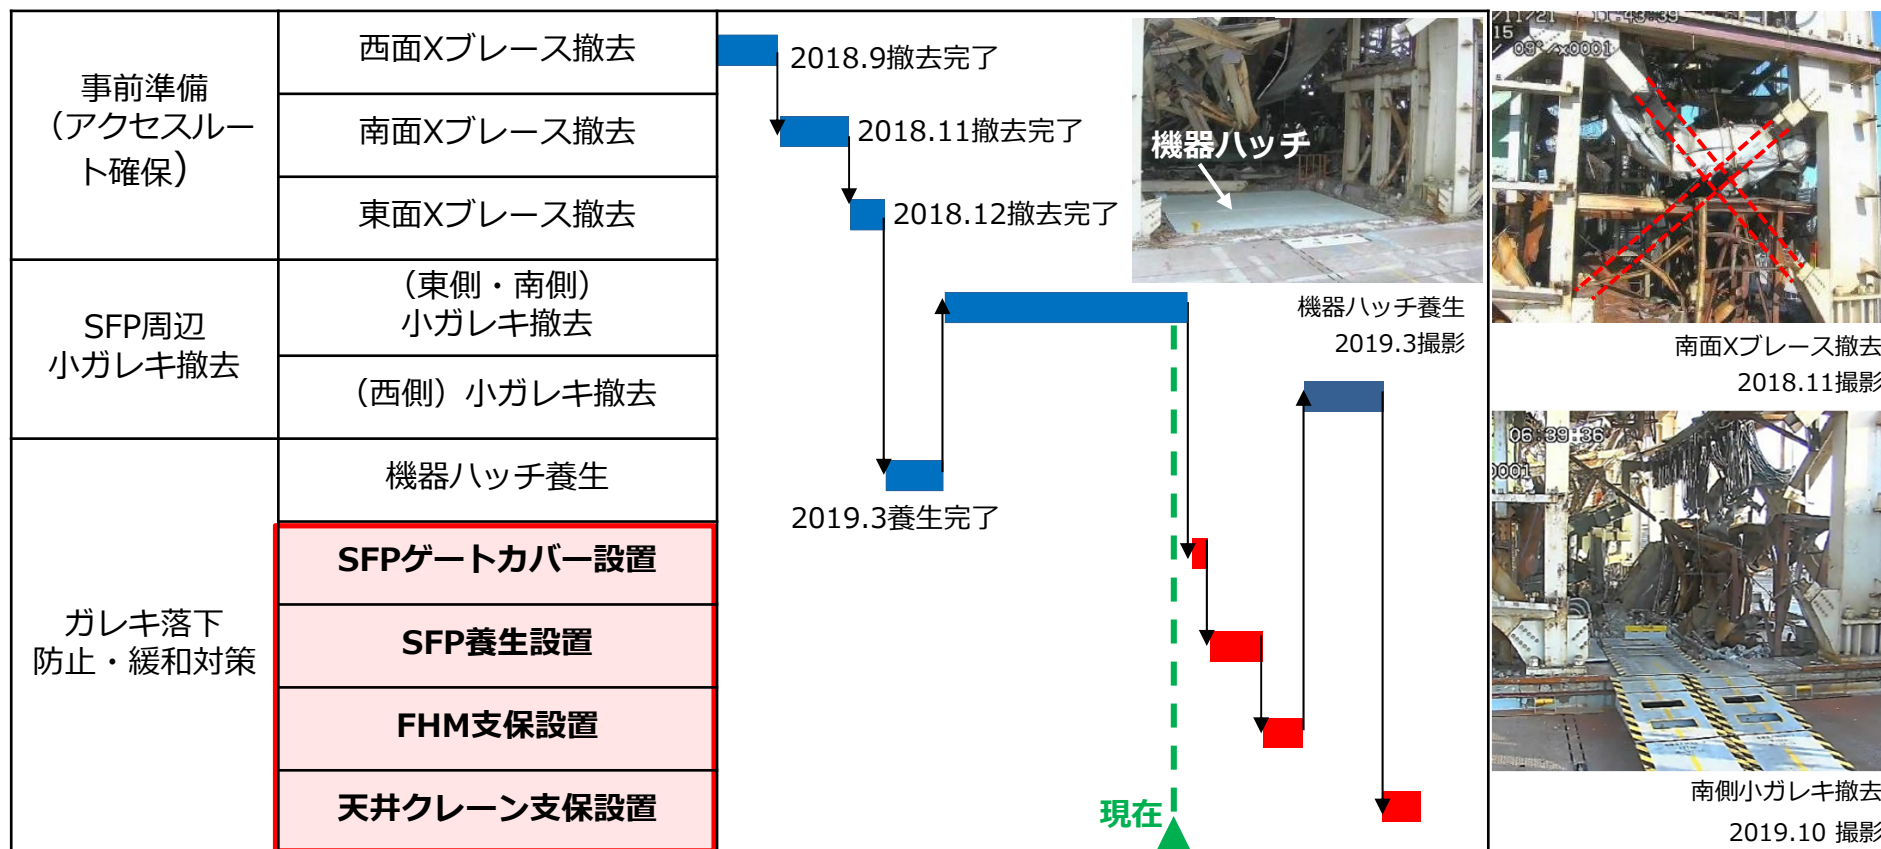 事前準備
（アクセスルー
ト確保）
西面Xブレース撤去
2018.9撤去完了
南面Xブレース撤去
2018.11撤去完了
東面Xブレース撤去
2018.12撤去完了
SFP周辺
小ガレキ撤去
（東側・南側）
小ガレキ撤去
（西側）小ガレキ撤去
ガレキ落下
防止・緩和対策
機器ハッチ養生
2019.3養生完了
SFPゲートカバー設置
SFP養生設置
FHM支保設置
天井クレーン支保設置
現在
機器ハッチ
機器ハッチ養生
2019.3撮影
11:43:39
15
03°/x0001
南面Xブレース撤去
2018.11撮影
06:39:36
0001
南側小ガレキ撤去
2019.10 撮影